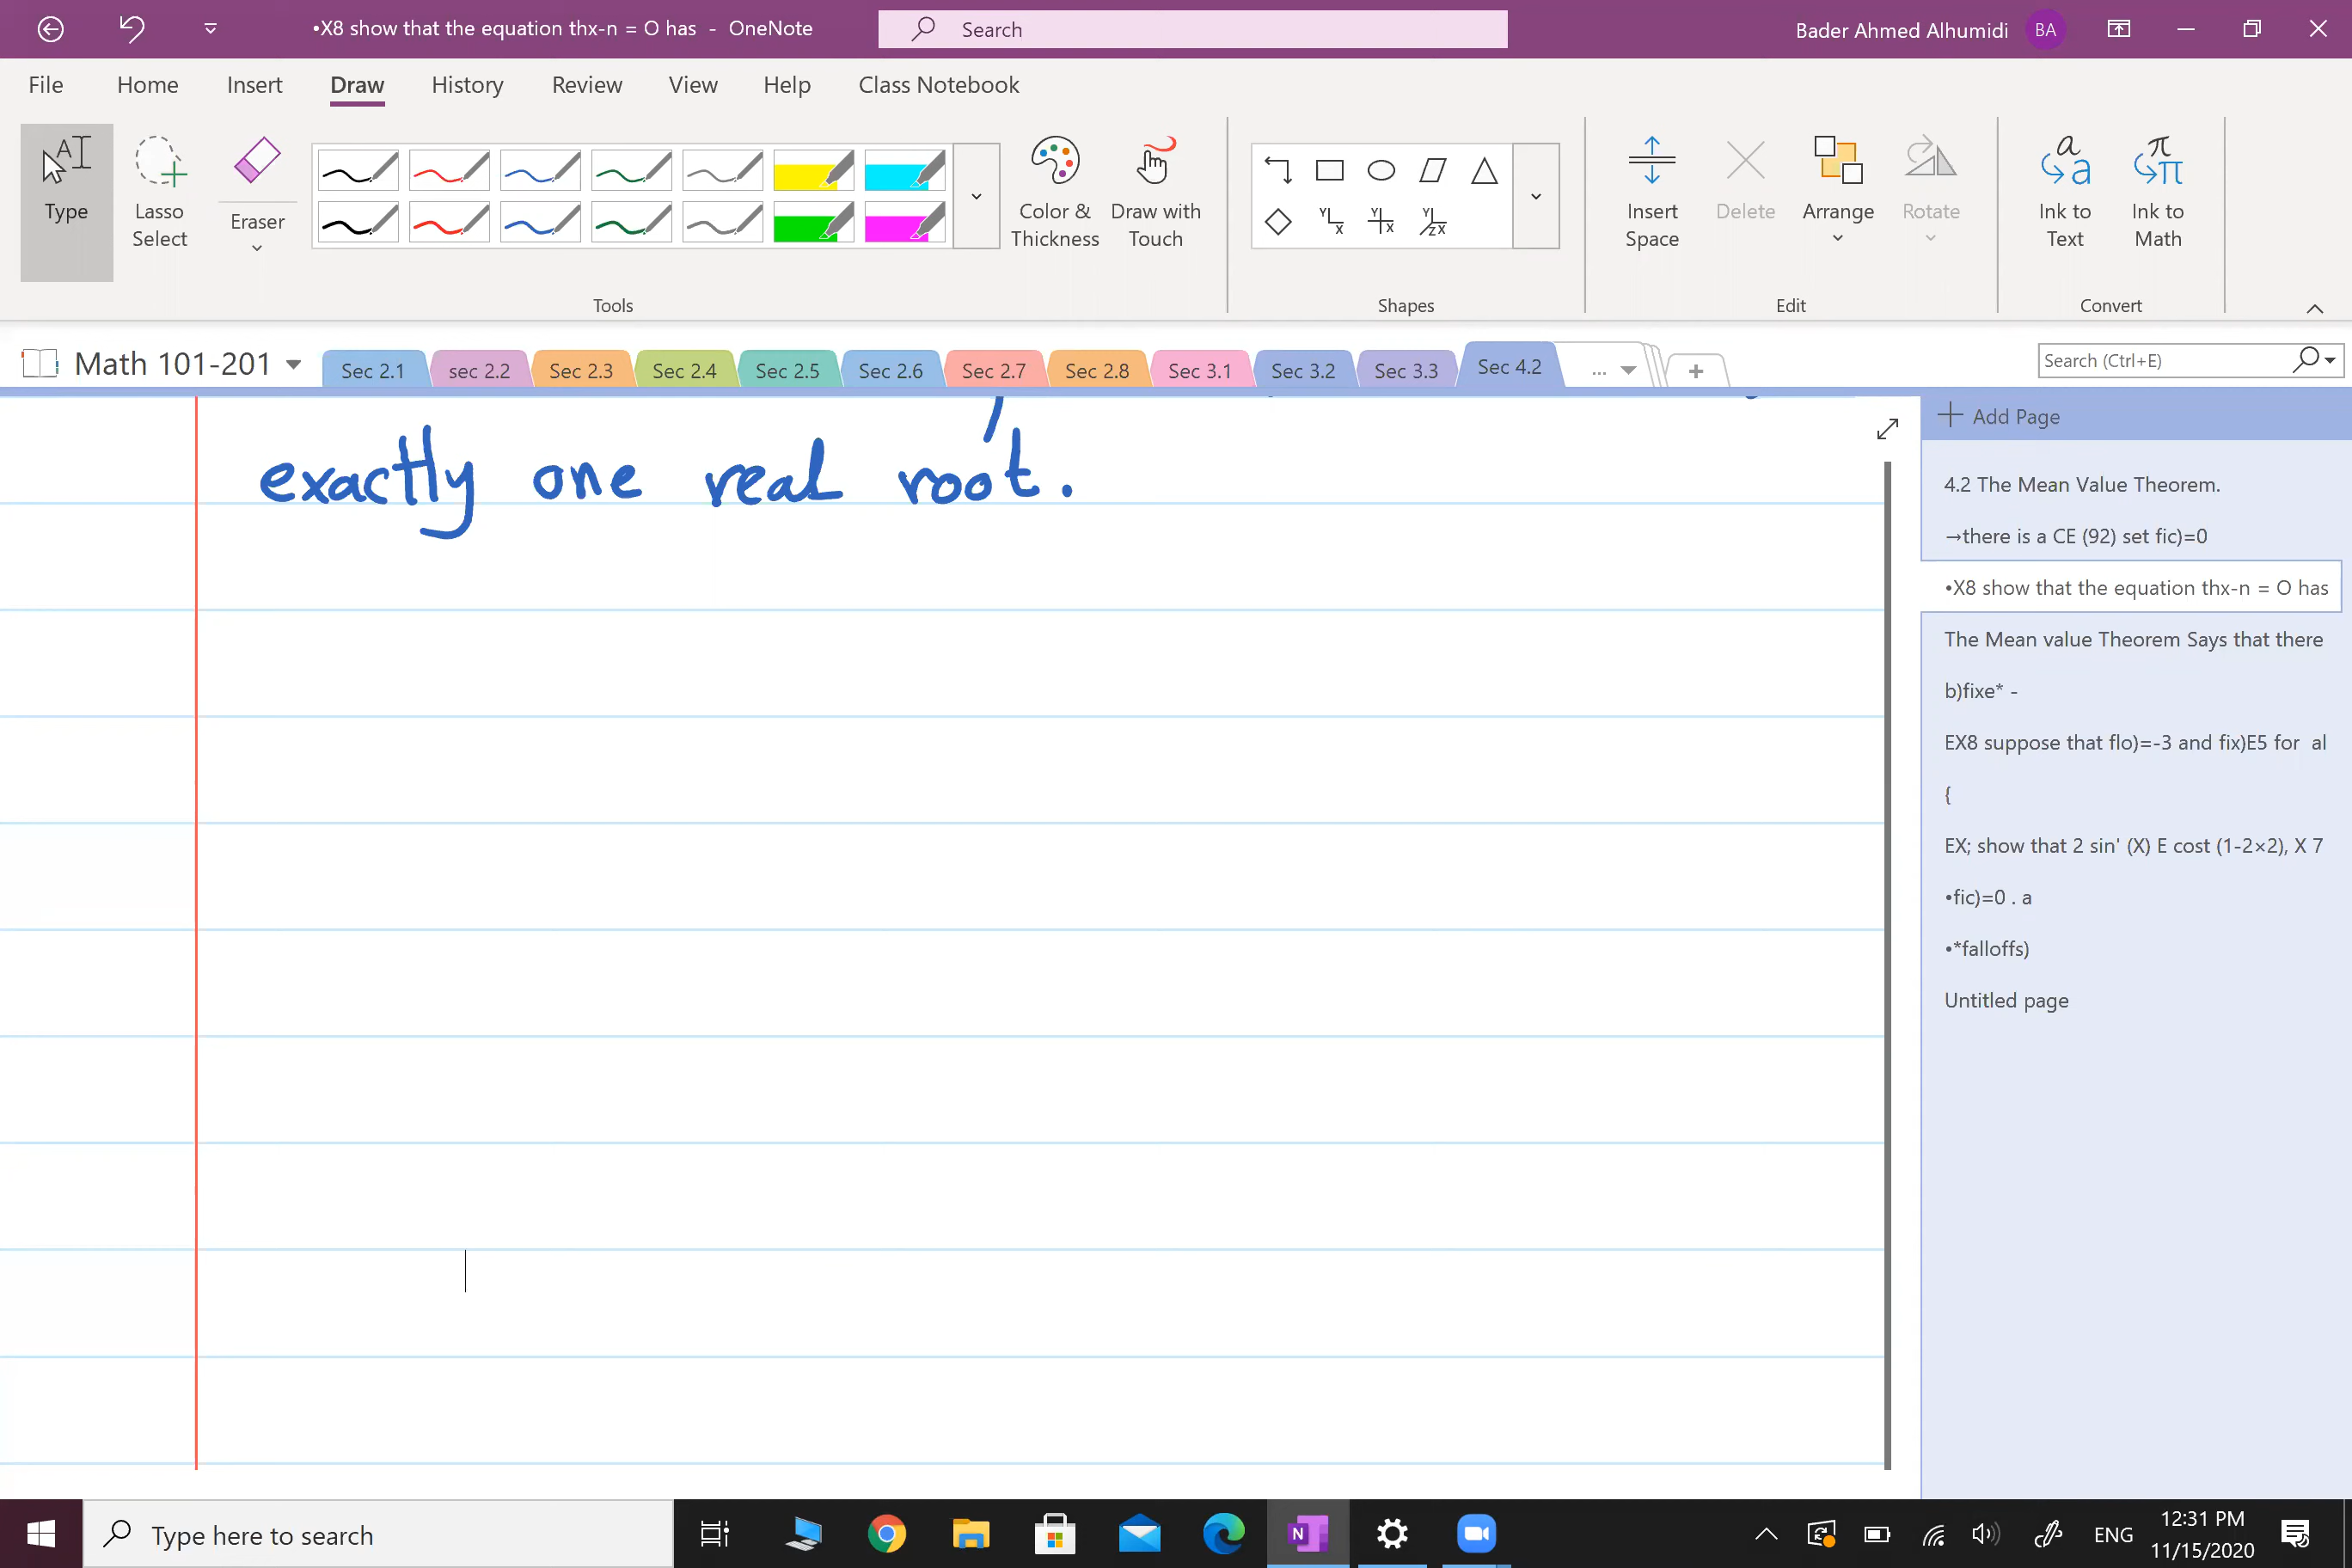 •X8 show that the equation thx-n = O has - OneNote
Search
Bader Ahmed Alhumidi BA
File Home Insert Draw History Review View Help Class Notebook
Type
Lasso Select
Eraser
Color & Thickness
Draw with Touch
Insert Space
Delete
Arrange
Rotate
Ink to Text
Ink to Math
Tools
Shapes
Edit
Convert
Math 101-201
Sec 2.1 sec 2.2 Sec 2.3 Sec 2.4 Sec 2.5 Sec 2.6 Sec 2.7 Sec 2.8 Sec 3.1 Sec 3.2 Sec 3.3 Sec 4.2 ...
Search (Ctrl+E)
exactly one real root.
Add Page
4.2 The Mean Value Theorem.
→there is a CE (92) set fic)=0
•X8 show that the equation thx-n = O has
The Mean value Theorem Says that there
b)fixe* -
EX8 suppose that flo)=-3 and fix)E5 for al
{
EX; show that 2 sin' (X) E cost (1-2×2), X 7
•fic)=0 . a
•*falloffs)
Untitled page
Type here to search
ENG
12:31 PM
11/15/2020